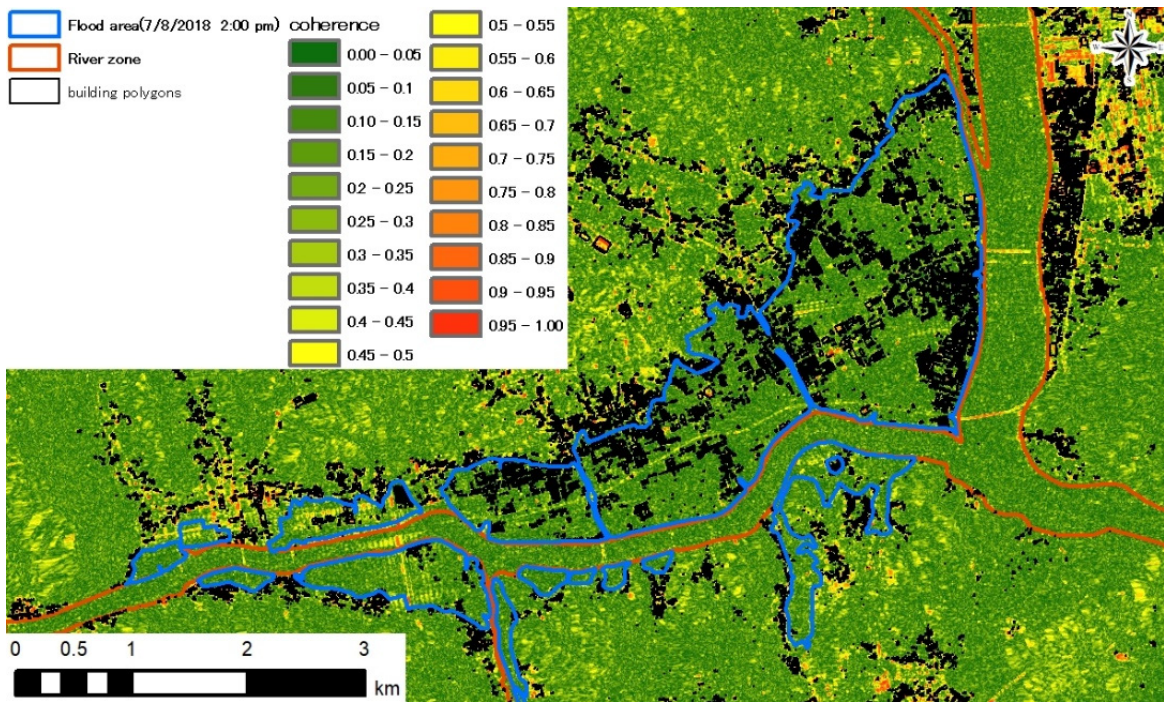 Flood area(7/8/2018 2:00 pm)
River zone
building polygons
coherence
0.00 - 0.05
0.05 - 0.1
0.10 - 0.15
0.15 - 0.2
0.2 - 0.25
0.25 - 0.3
0.3 - 0.35
0.35 - 0.4
0.4 - 0.45
0.45 - 0.5
0.5 - 0.55
0.55 - 0.6
0.6 - 0.65
0.65 - 0.7
0.7 - 0.75
0.75 - 0.8
0.8 - 0.85
0.85 - 0.9
0.9 - 0.95
0.95 - 1.00
N
W E
S
0 0.5 1 2 3
km